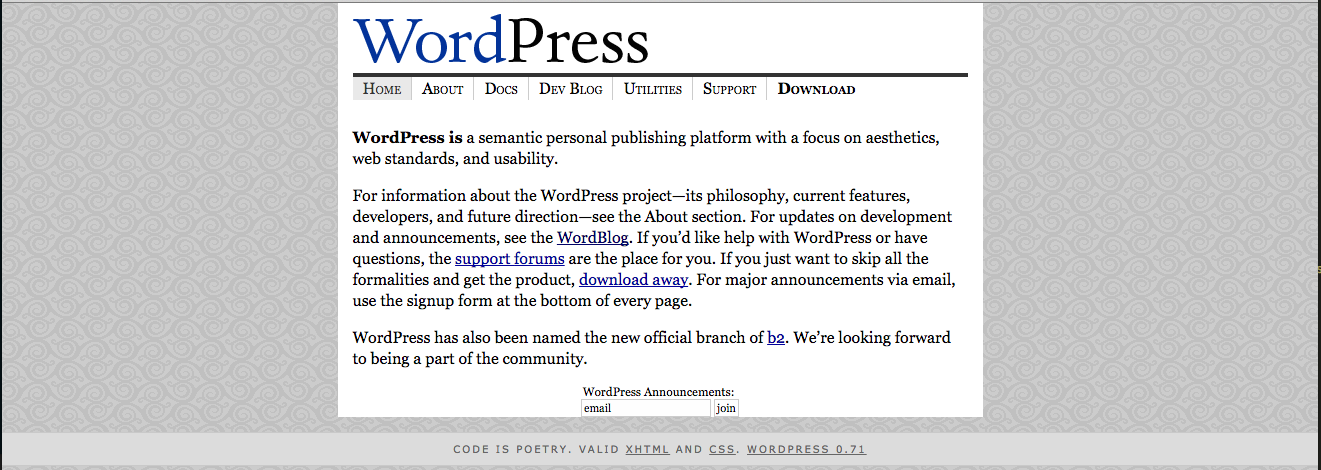 WordPress
Home About Docs Dev Blog Utilities Support Download
WordPress is a semantic personal publishing platform with a focus on aesthetics,
web standards, and usability.
For information about the WordPress project—its philosophy, current features,
developers, and future direction—see the About section. For updates on development
and announcements, see the WordBlog. If you’d like help with WordPress or have
questions, the support forums are the place for you. If you just want to skip all the
formalities and get the product, download away. For major announcements via email,
use the signup form at the bottom of every page.
WordPress has also been named the new official branch of b2. We’re looking forward
to being a part of the community.
WordPress Announcements:
email join
CODE IS POETRY. VALID XHTML AND CSS. WORDPRESS 0.71